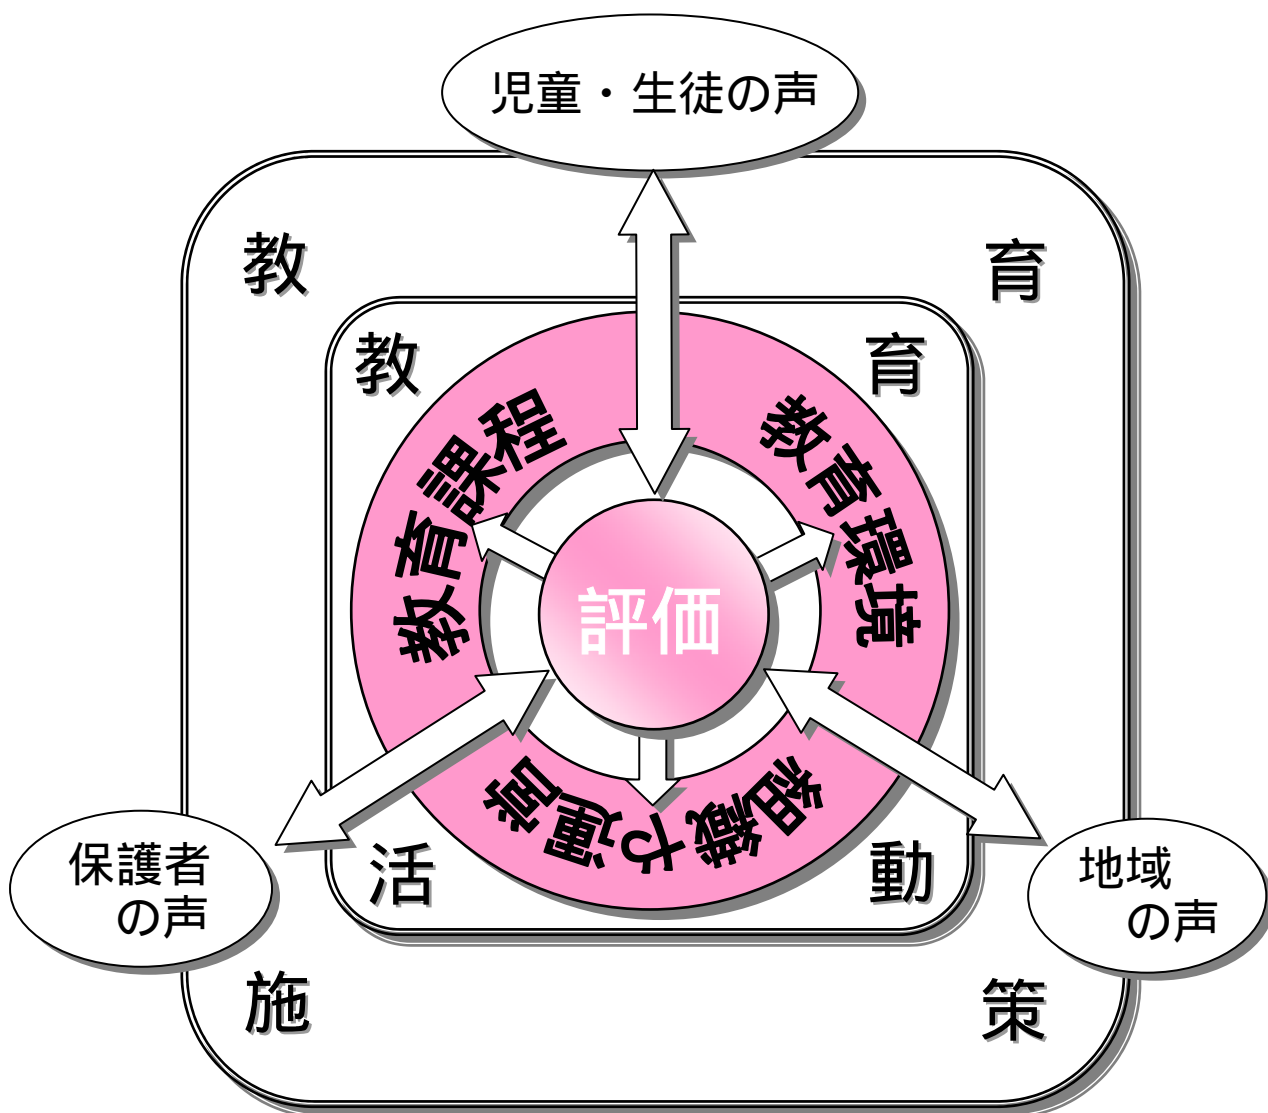 児童・生徒の声
教育
教育
教育課程
教育環境
評価
組織や運営
活動
保護者
の声
地域
の声
施策